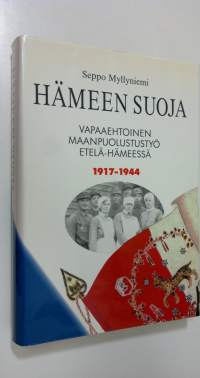 Seppo Myllyniemi
HÄMEEN SUOJA
VAPAAEHTOINEN
MAANPUOLUSTUSTYÖ
ETELÄ-HÄMEESSÄ
1917-1944